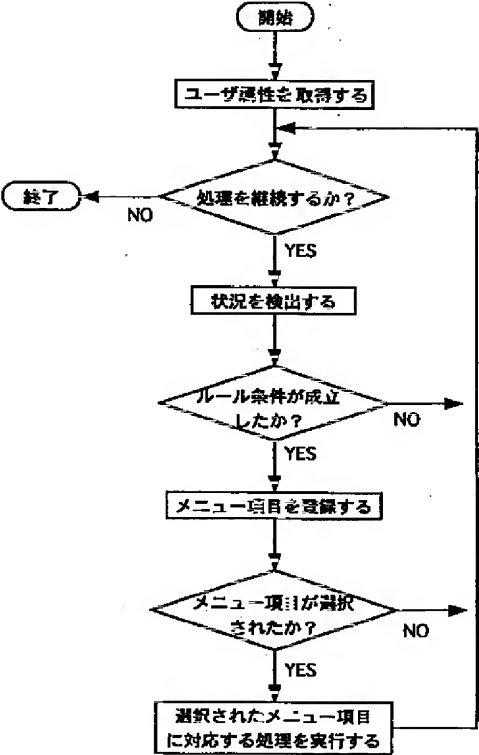 開始
ユーザ属性を取得する
処理を継続するか?
終了
NO
YES
状況を検出する
ルール条件が成立
したか?
NO
YES
メニュー項目を登録する
メニュー項目が選択
されたか?
NO
YES
選択されたメニュー項目
に対応する処理を実行する